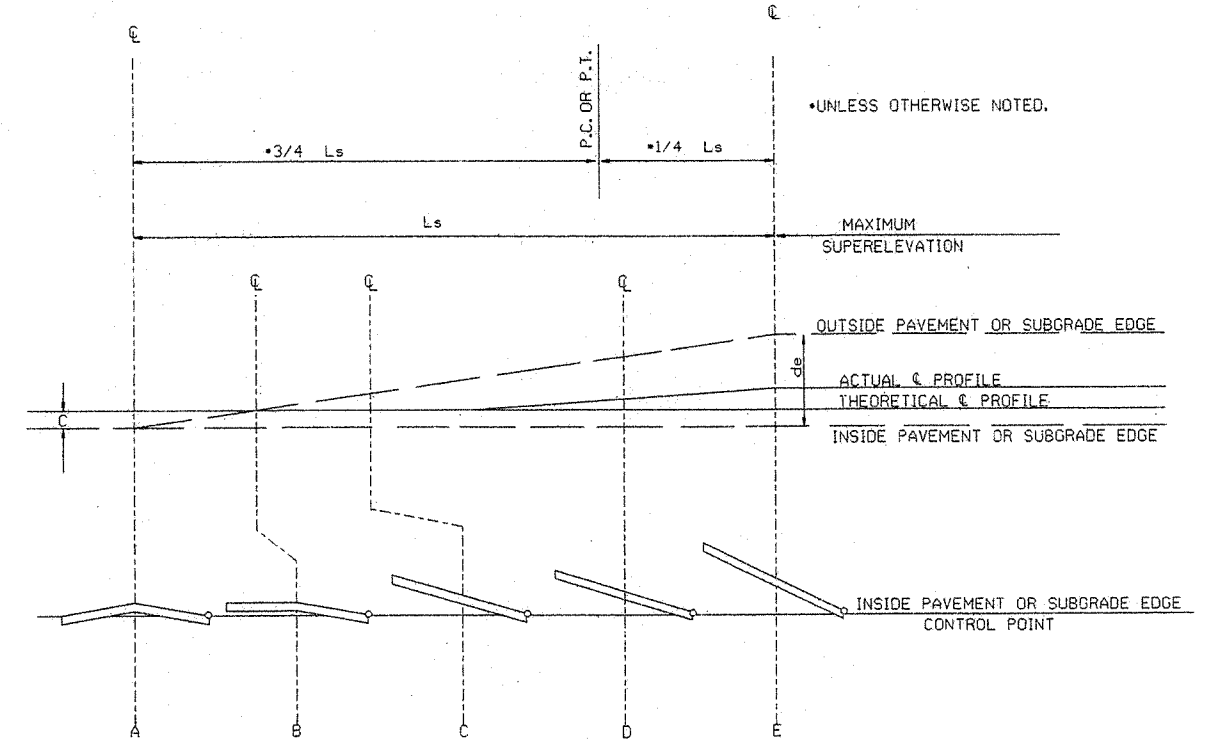 ℄
℄
P.C. OR P.T.
*UNLESS OTHERWISE NOTED.
*3/4 Ls
*1/4 Ls
Ls
MAXIMUM
SUPERELEVATION
℄
℄
℄
OUTSIDE PAVEMENT OR SUBGRADE EDGE
de
ACTUAL ℄ PROFILE
THEORETICAL ℄ PROFILE
C
INSIDE PAVEMENT OR SUBGRADE EDGE
INSIDE PAVEMENT OR SUBGRADE EDGE
CONTROL POINT
A
B
C
D
E